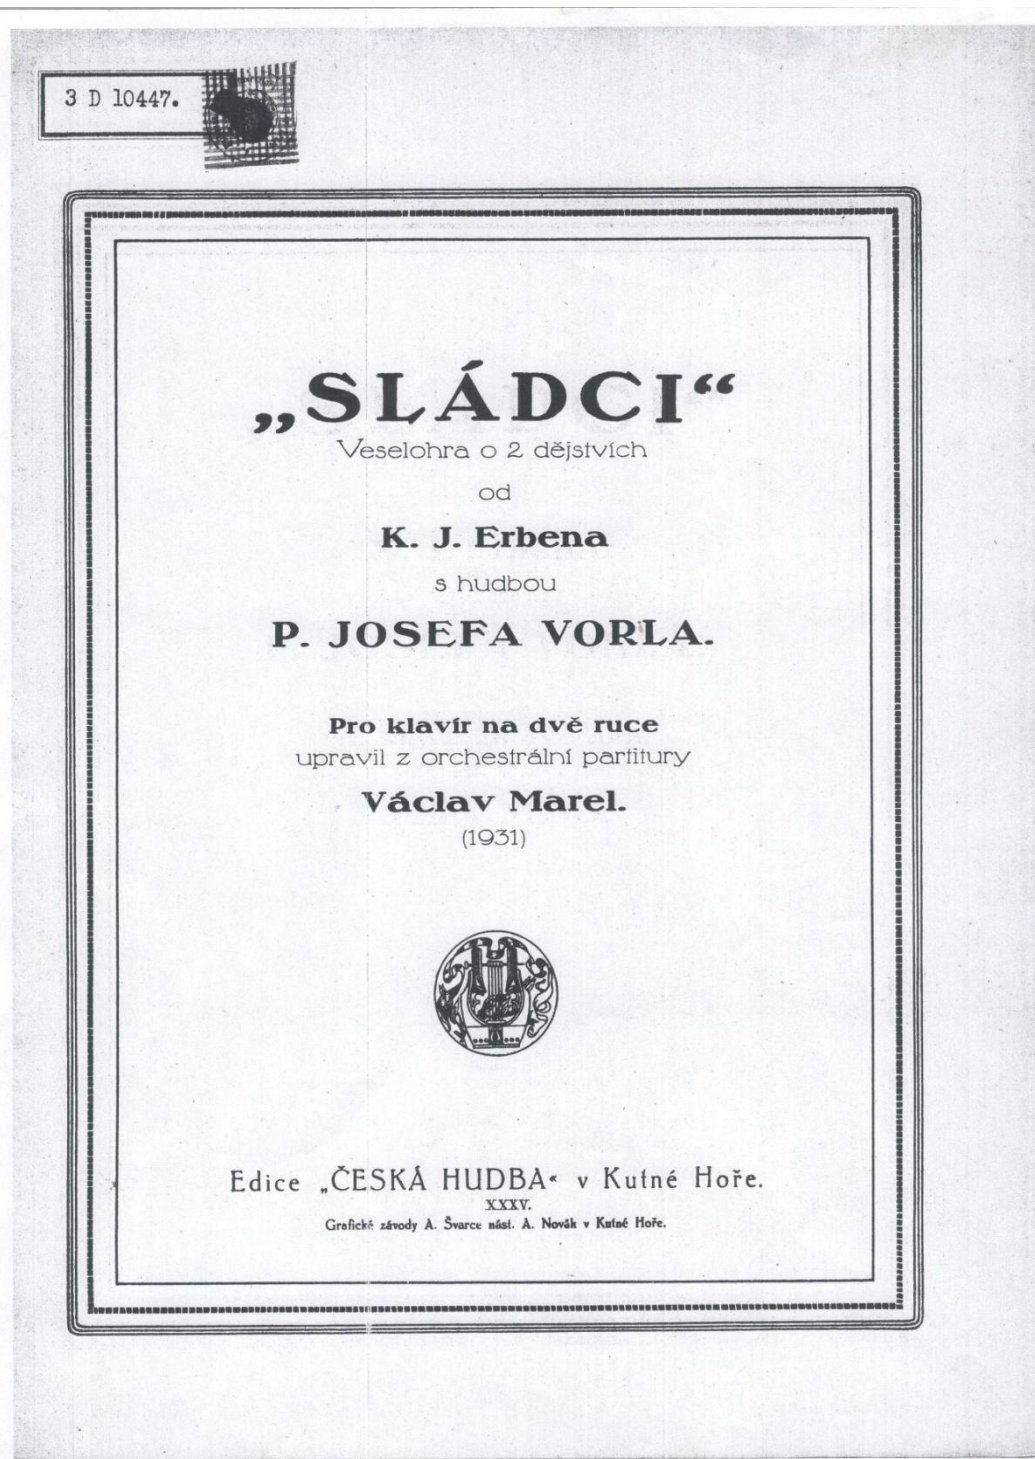 3 D 10447.
„SLÁDCI“
Veselohra o 2 dějstvích
od
K. J. Erbena
s hudbou
P. JOSEFA VORLA.
Pro klavír na dvě ruce
upravil z orchestrální partitury
Václav Marel.
(1931)
Edice „ČESKÁ HUDBA“ v Kutné Hoře.
XXXV.
Grafické závody A. Švarce nást. A. Novák v Kutné Hoře.